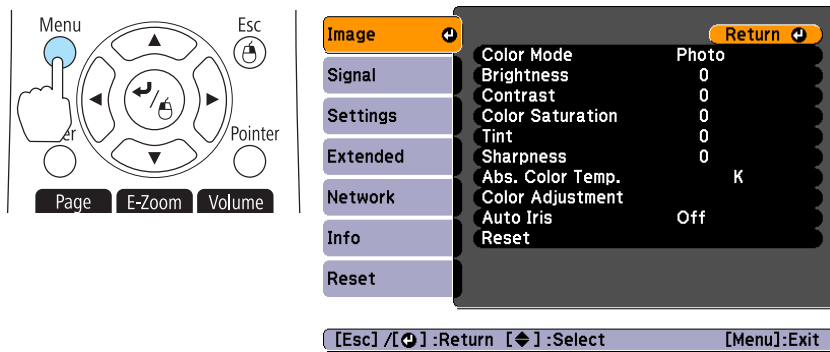 Menu
Esc
er
Pointer
Page
E-Zoom
Volume
Image
Signal
Settings
Extended
Network
Info
Reset
Return
Color Mode Photo
Brightness 0
Contrast 0
Color Saturation 0
Tint 0
Sharpness 0
Abs. Color Temp. K
Color Adjustment
Auto Iris Off
Reset
[Esc] /[ ] :Return [ ] :Select [Menu]:Exit